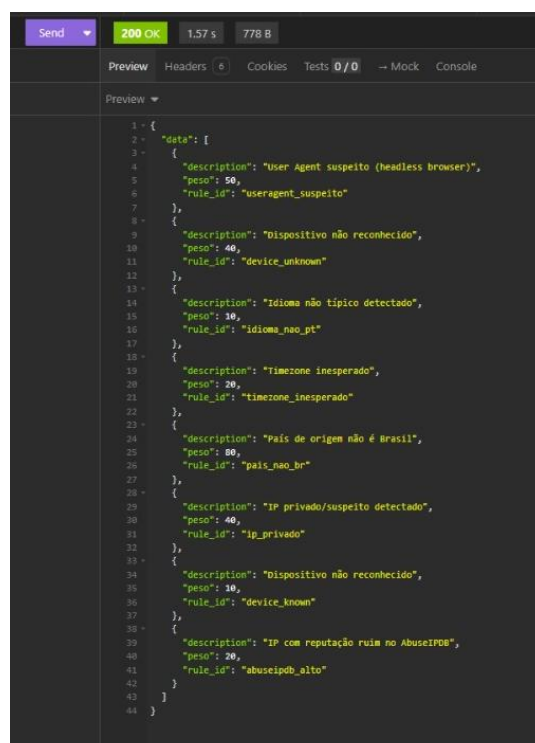 Send
200 OK 1.57 s 778 B
Preview Headers 6 Cookies Tests 0 / 0 → Mock Console
Preview
1 {
2 "data": [
3 {
4 "description": "User Agent suspeito (headless browser)",
5 "peso": 50,
6 "rule_id": "useragent_suspeito"
7 },
8 {
9 "description": "Dispositivo não reconhecido",
10 "peso": 40,
11 "rule_id": "device_unknown"
12 },
13 {
14 "description": "Idioma não típico detectado",
15 "peso": 10,
16 "rule_id": "idioma_nao_pt"
17 },
18 {
19 "description": "Timezone inesperado",
20 "peso": 20,
21 "rule_id": "timezone_inesperado"
22 },
23 {
24 "description": "País de origem não é Brasil",
25 "peso": 80,
26 "rule_id": "pais_nao_br"
27 },
28 {
29 "description": "IP privado/suspeito detectado",
30 "peso": 40,
31 "rule_id": "ip_privado"
32 },
33 {
34 "description": "Dispositivo não reconhecido",
35 "peso": 10,
36 "rule_id": "device_known"
37 },
38 {
39 "description": "IP com reputação ruim no AbuseIPDB",
40 "peso": 20,
41 "rule_id": "abuseipdb_alto"
42 }
43 ]
44 }